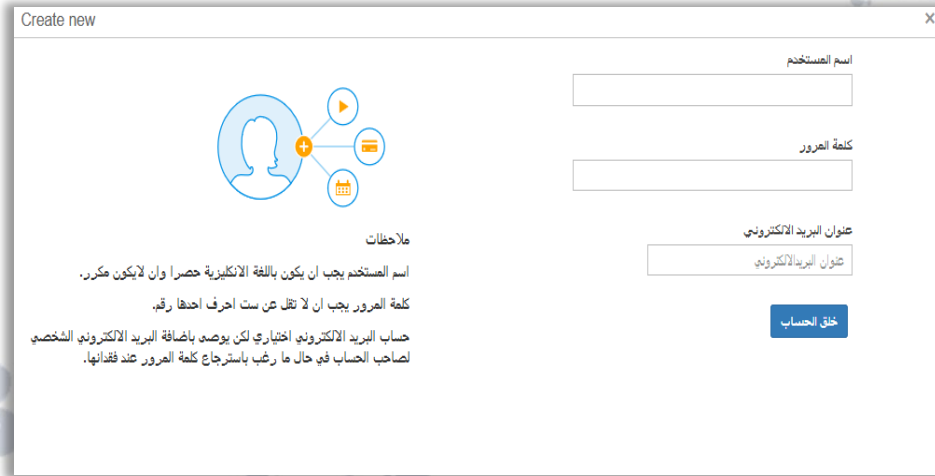 Create new
×
اسم المستخدم
كلمة المرور
عنوان البريد الالكتروني
عنوان البريدالالكتروني
خلق الحساب
ملاحظات
اسم المستخدم يجب ان يكون باللغة الانكليزية حصرا وان لايكون مكرر.
كلمة المرور يجب ان لا تقل عن ست احرف احدها رقم.
حساب البريد الالكتروني اختياري لكن يوصى باضافة البريد الالكتروني الشخصي
لصاحب الحساب في حال ما رغب باسترجاع كلمة المرور عند فقدانها.